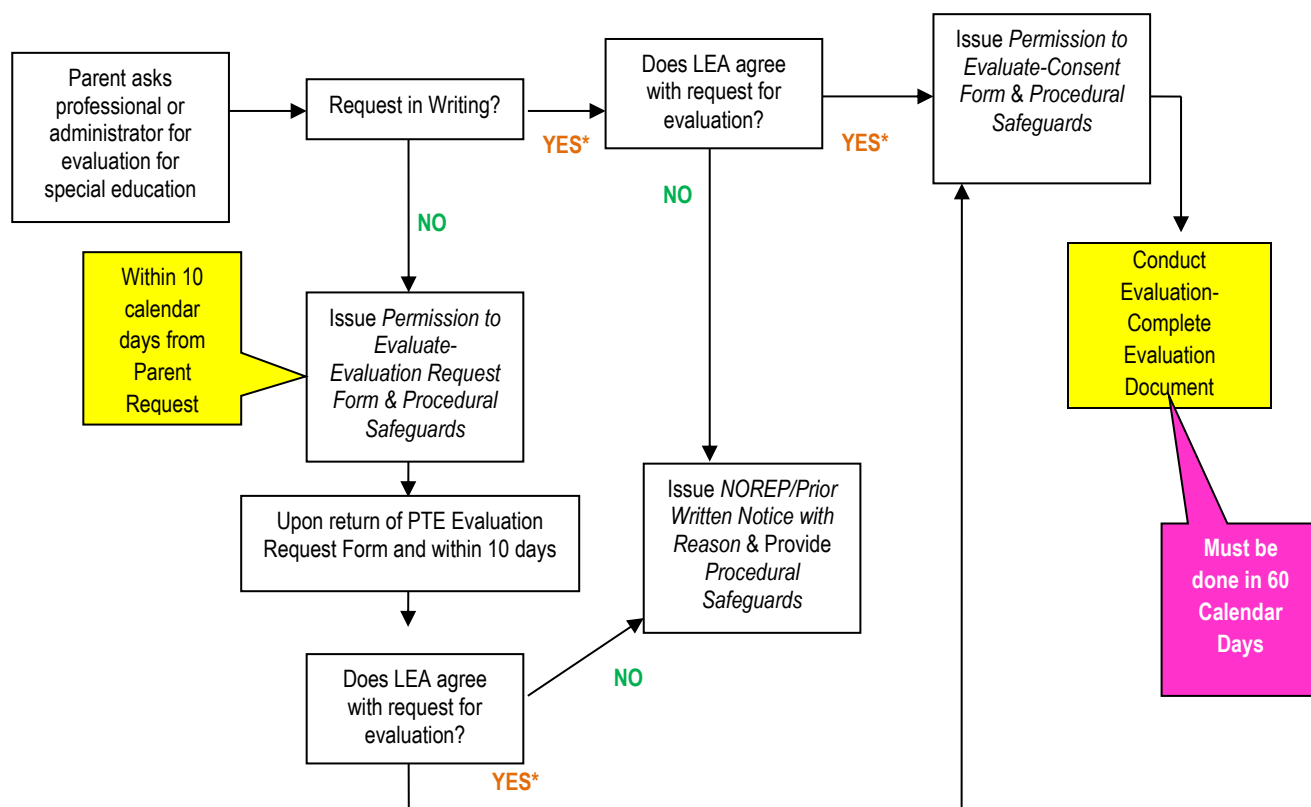 Parent asks
professional or
administrator for
evaluation for
special education
Request in Writing?
YES*
Does LEA agree
with request for
evaluation?
YES*
Issue Permission to
Evaluate-Consent
Form & Procedural
Safeguards
NO
NO
Within 10
calendar
days from
Parent
Request
Issue Permission to
Evaluate-
Evaluation Request
Form & Procedural
Safeguards
Conduct
Evaluation-
Complete
Evaluation
Document
Upon return of PTE Evaluation
Request Form and within 10 days
Issue NOREP/Prior
Written Notice with
Reason & Provide
Procedural
Safeguards
Must be
done in 60
Calendar
Days
Does LEA agree
with request for
evaluation?
NO
YES*